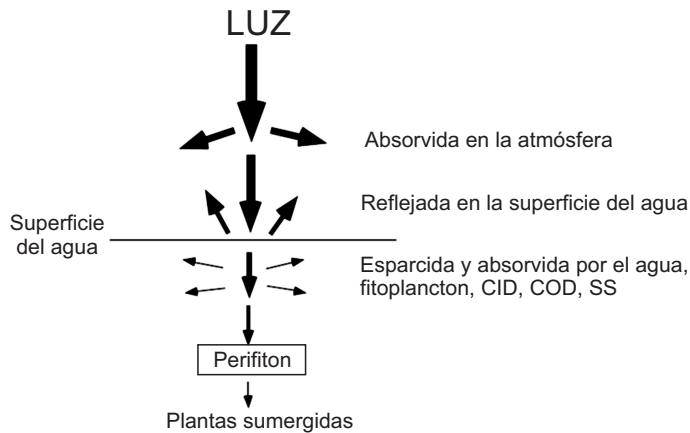 LUZ
Absorvida en la atmósfera
Reflejada en la superficie del agua
Superficie
del agua
Esparcida y absorvida por el agua,
fitoplancton, CID, COD, SS
Perifiton
Plantas sumergidas